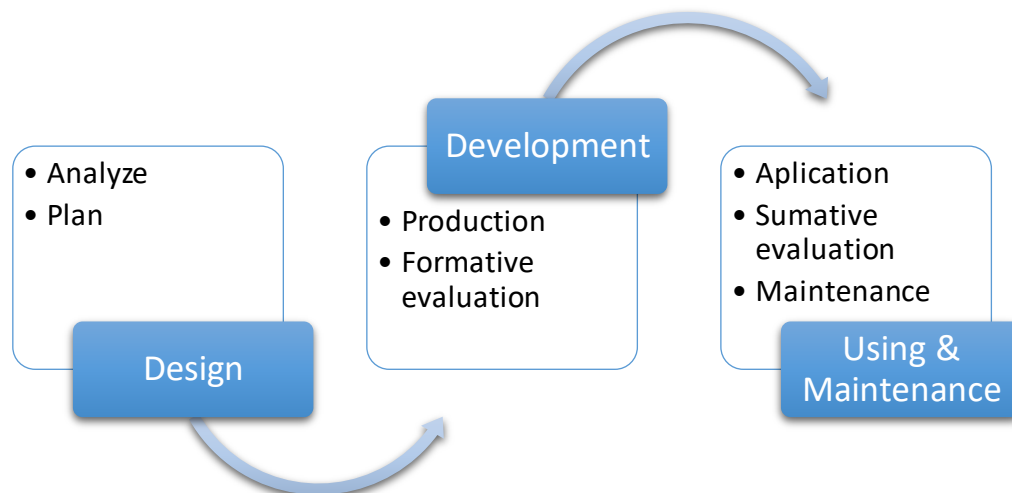 • Analyze
• Plan
Design
Development
• Production
• Formative
evaluation
• Aplication
• Sumative
evaluation
• Maintenance
Using &
Maintenance